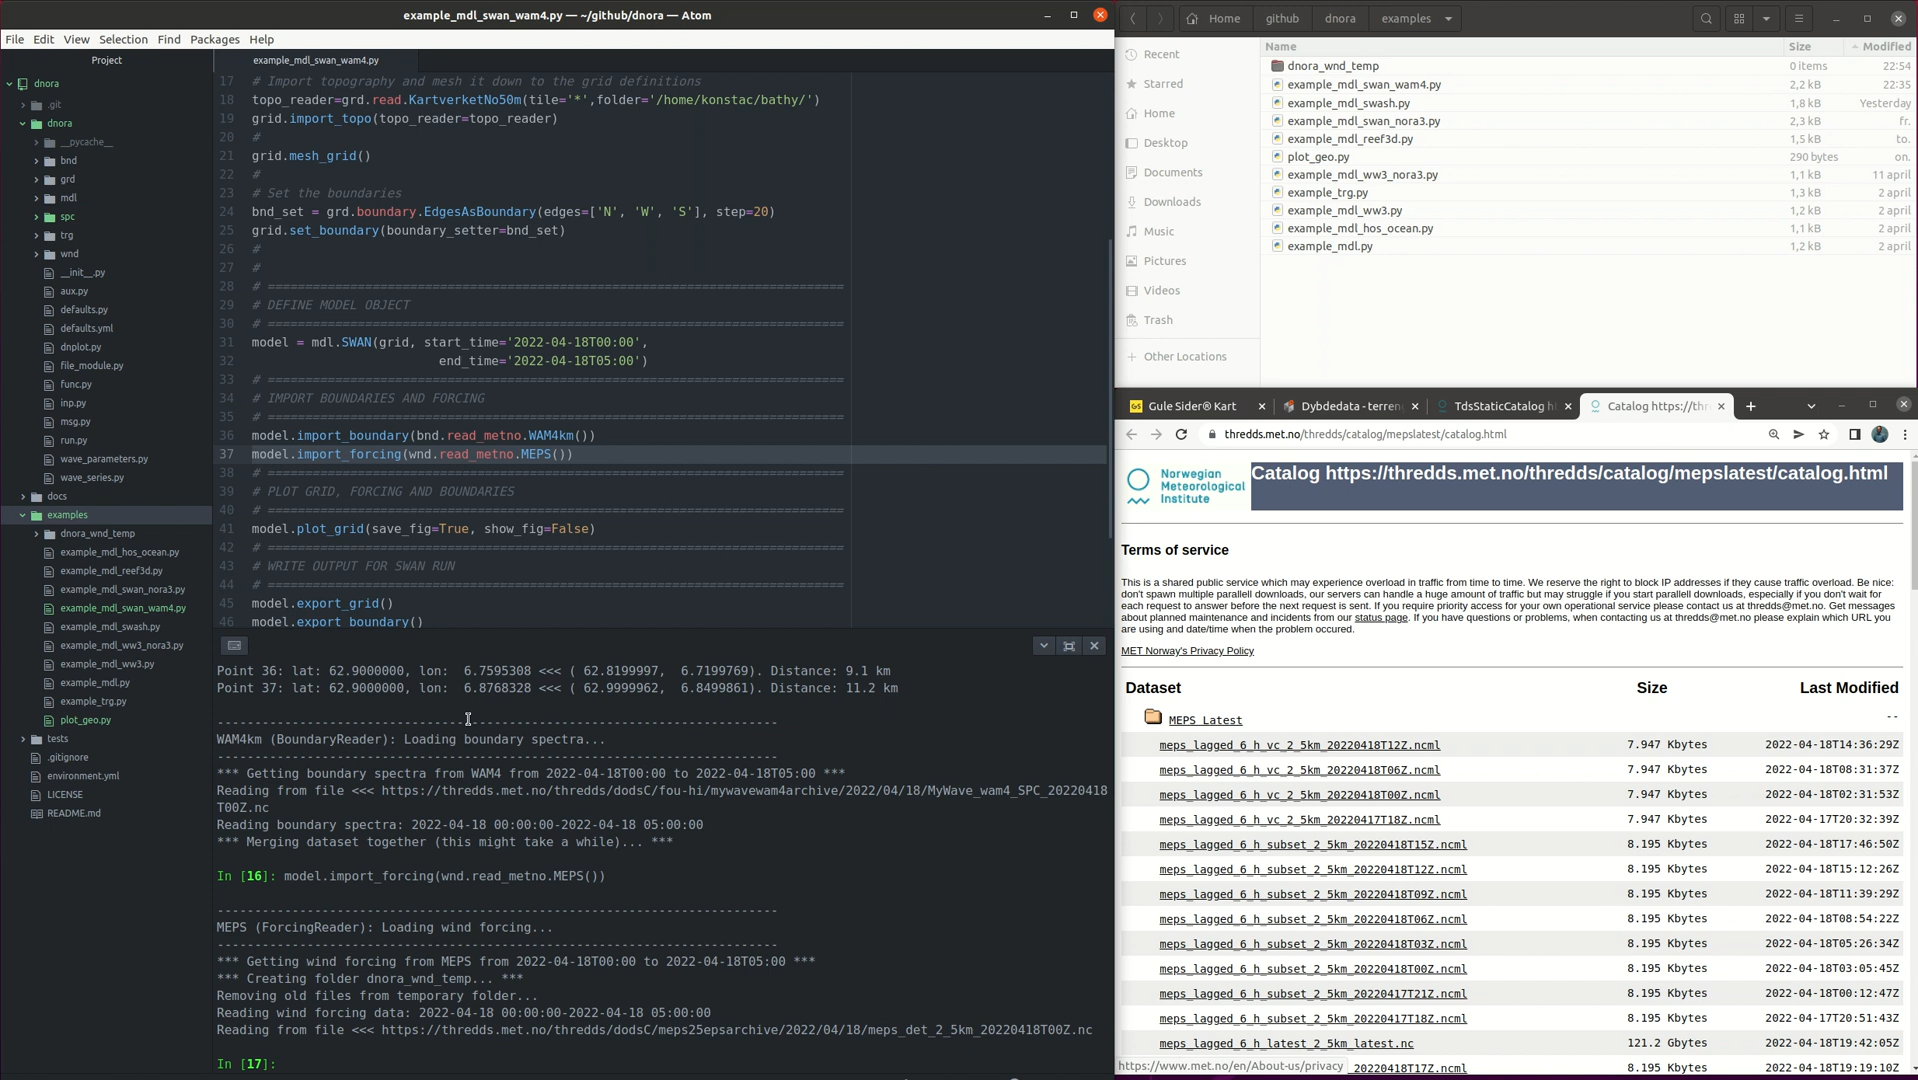 example_mdl_swan_wam4.py — ~/github/dnora — Atom
File Edit View Selection Find Packages Help
Project
dnora
.git
dnora
__pycache__
bnd
grd
mdl
spc
trg
wnd
__init__.py
aux.py
defaults.py
defaults.yml
dnplot.py
file_module.py
func.py
inp.py
msg.py
run.py
wave_parameters.py
wave_series.py
docs
examples
dnora_wnd_temp
example_mdl_hos_ocean.py
example_mdl_reef3d.py
example_mdl_swan_nora3.py
example_mdl_swan_wam4.py
example_mdl_swash.py
example_mdl_ww3_nora3.py
example_mdl_ww3.py
example_mdl.py
example_trg.py
plot_geo.py
tests
.gitignore
environment.yml
LICENSE
README.md
example_mdl_swan_wam4.py
17 # Import topography and mesh it down to the grid definitions
18 topo_reader=grd.read.KartverketNo50m(tile='*',folder='/home/konstac/bathy/')
19 grid.import_topo(topo_reader=topo_reader)
20 #
21 grid.mesh_grid()
22 #
23 # Set the boundaries
24 bnd_set = grd.boundary.EdgesAsBoundary(edges=['N', 'W', 'S'], step=20)
25 grid.set_boundary(boundary_setter=bnd_set)
26 #
27 #
28 # =============================================================================
29 # DEFINE MODEL OBJECT
30 # =============================================================================
31 model = mdl.SWAN(grid, start_time='2022-04-18T00:00',
32 end_time='2022-04-18T05:00')
33 # =============================================================================
34 # IMPORT BOUNDARIES AND FORCING
35 # =============================================================================
36 model.import_boundary(bnd.read_metno.WAM4km())
37 model.import_forcing(wnd.read_metno.MEPS())
38 # =============================================================================
39 # PLOT GRID, FORCING AND BOUNDARIES
40 # =============================================================================
41 model.plot_grid(save_fig=True, show_fig=False)
42 # =============================================================================
43 # WRITE OUTPUT FOR SWAN RUN
44 # =============================================================================
45 model.export_grid()
46 model.export_boundary()
Point 36: lat: 62.9000000, lon: 6.7595308 <<< ( 62.8199997, 6.7199769). Distance: 9.1 km
Point 37: lat: 62.9000000, lon: 6.8768328 <<< ( 62.9999962, 6.8499861). Distance: 11.2 km
---------------------------------------------------------------------------
WAM4km (BoundaryReader): Loading boundary spectra...
---------------------------------------------------------------------------
*** Getting boundary spectra from WAM4 from 2022-04-18T00:00 to 2022-04-18T05:00 ***
Reading from file <<< https://thredds.met.no/thredds/dodsC/fou-hi/mywavewam4archive/2022/04/18/MyWave_wam4_SPC_20220418
T00Z.nc
Reading boundary spectra: 2022-04-18 00:00:00-2022-04-18 05:00:00
*** Merging dataset together (this might take a while)... ***
In [16]: model.import_forcing(wnd.read_metno.MEPS())
---------------------------------------------------------------------------
MEPS (ForcingReader): Loading wind forcing...
---------------------------------------------------------------------------
*** Getting wind forcing from MEPS from 2022-04-18T00:00 to 2022-04-18T05:00 ***
*** Creating folder dnora_wnd_temp... ***
Removing old files from temporary folder...
Reading wind forcing data: 2022-04-18 00:00:00-2022-04-18 05:00:00
Reading from file <<< https://thredds.met.no/thredds/dodsC/meps25epsarchive/2022/04/18/meps_det_2_5km_20220418T00Z.nc
In [17]:
Home github dnora examples
Recent
Starred
Home
Desktop
Documents
Downloads
Music
Pictures
Videos
Trash
Other Locations
Name Size Modified
dnora_wnd_temp 0 items 22:54
example_mdl_swan_wam4.py 2,2 kB 22:35
example_mdl_swash.py 1,8 kB Yesterday
example_mdl_swan_nora3.py 2,3 kB fr.
example_mdl_reef3d.py 1,5 kB to.
plot_geo.py 290 bytes on.
example_mdl_ww3_nora3.py 1,1 kB 11 april
example_trg.py 1,3 kB 2 april
example_mdl_ww3.py 1,2 kB 2 april
example_mdl_hos_ocean.py 1,1 kB 2 april
example_mdl.py 1,2 kB 2 april
GS Gule Sider® Kart Dybdedata - terren TdsStaticCatalog ht Catalog https://thr
thredds.met.no/thredds/catalog/mepslatest/catalog.html
Norwegian
Meteorological
Institute
Catalog https://thredds.met.no/thredds/catalog/mepslatest/catalog.html
Terms of service
This is a shared public service which may experience overload in traffic from time to time. We reserve the right to block IP addresses if they cause traffic overload. Be nice:
don't spawn multiple parallell downloads, our servers can handle a huge amount of traffic but may struggle if you start parallell downloads, especially if you don't wait for
each request to answer before the next request is sent. If you require priority access for your own operational service please contact us at thredds@met.no. Get messages
about planned maintenance and incidents from our status page. If you have questions or problems, when contacting us at thredds@met.no please explain which URL you
are using and date/time when the problem occured.
MET Norway's Privacy Policy
Dataset Size Last Modified
MEPS Latest --
meps_lagged_6_h_vc_2_5km_20220418T12Z.ncml 7.947 Kbytes 2022-04-18T14:36:29Z
meps_lagged_6_h_vc_2_5km_20220418T06Z.ncml 7.947 Kbytes 2022-04-18T08:31:37Z
meps_lagged_6_h_vc_2_5km_20220418T00Z.ncml 7.947 Kbytes 2022-04-18T02:31:53Z
meps_lagged_6_h_vc_2_5km_20220417T18Z.ncml 7.947 Kbytes 2022-04-17T20:32:39Z
meps_lagged_6_h_subset_2_5km_20220418T15Z.ncml 8.195 Kbytes 2022-04-18T17:46:50Z
meps_lagged_6_h_subset_2_5km_20220418T12Z.ncml 8.195 Kbytes 2022-04-18T15:12:26Z
meps_lagged_6_h_subset_2_5km_20220418T09Z.ncml 8.195 Kbytes 2022-04-18T11:39:29Z
meps_lagged_6_h_subset_2_5km_20220418T06Z.ncml 8.195 Kbytes 2022-04-18T08:54:22Z
meps_lagged_6_h_subset_2_5km_20220418T03Z.ncml 8.195 Kbytes 2022-04-18T05:26:34Z
meps_lagged_6_h_subset_2_5km_20220418T00Z.ncml 8.195 Kbytes 2022-04-18T03:05:45Z
meps_lagged_6_h_subset_2_5km_20220417T21Z.ncml 8.195 Kbytes 2022-04-18T00:12:47Z
meps_lagged_6_h_subset_2_5km_20220417T18Z.ncml 8.195 Kbytes 2022-04-17T20:51:43Z
meps_lagged_6_h_latest_2_5km_latest.nc 121.2 Gbytes 2022-04-18T19:42:05Z
https://www.met.no/en/About-us/privacy _20220418T17Z.ncml 8.195 Kbytes 2022-04-18T19:19:10Z